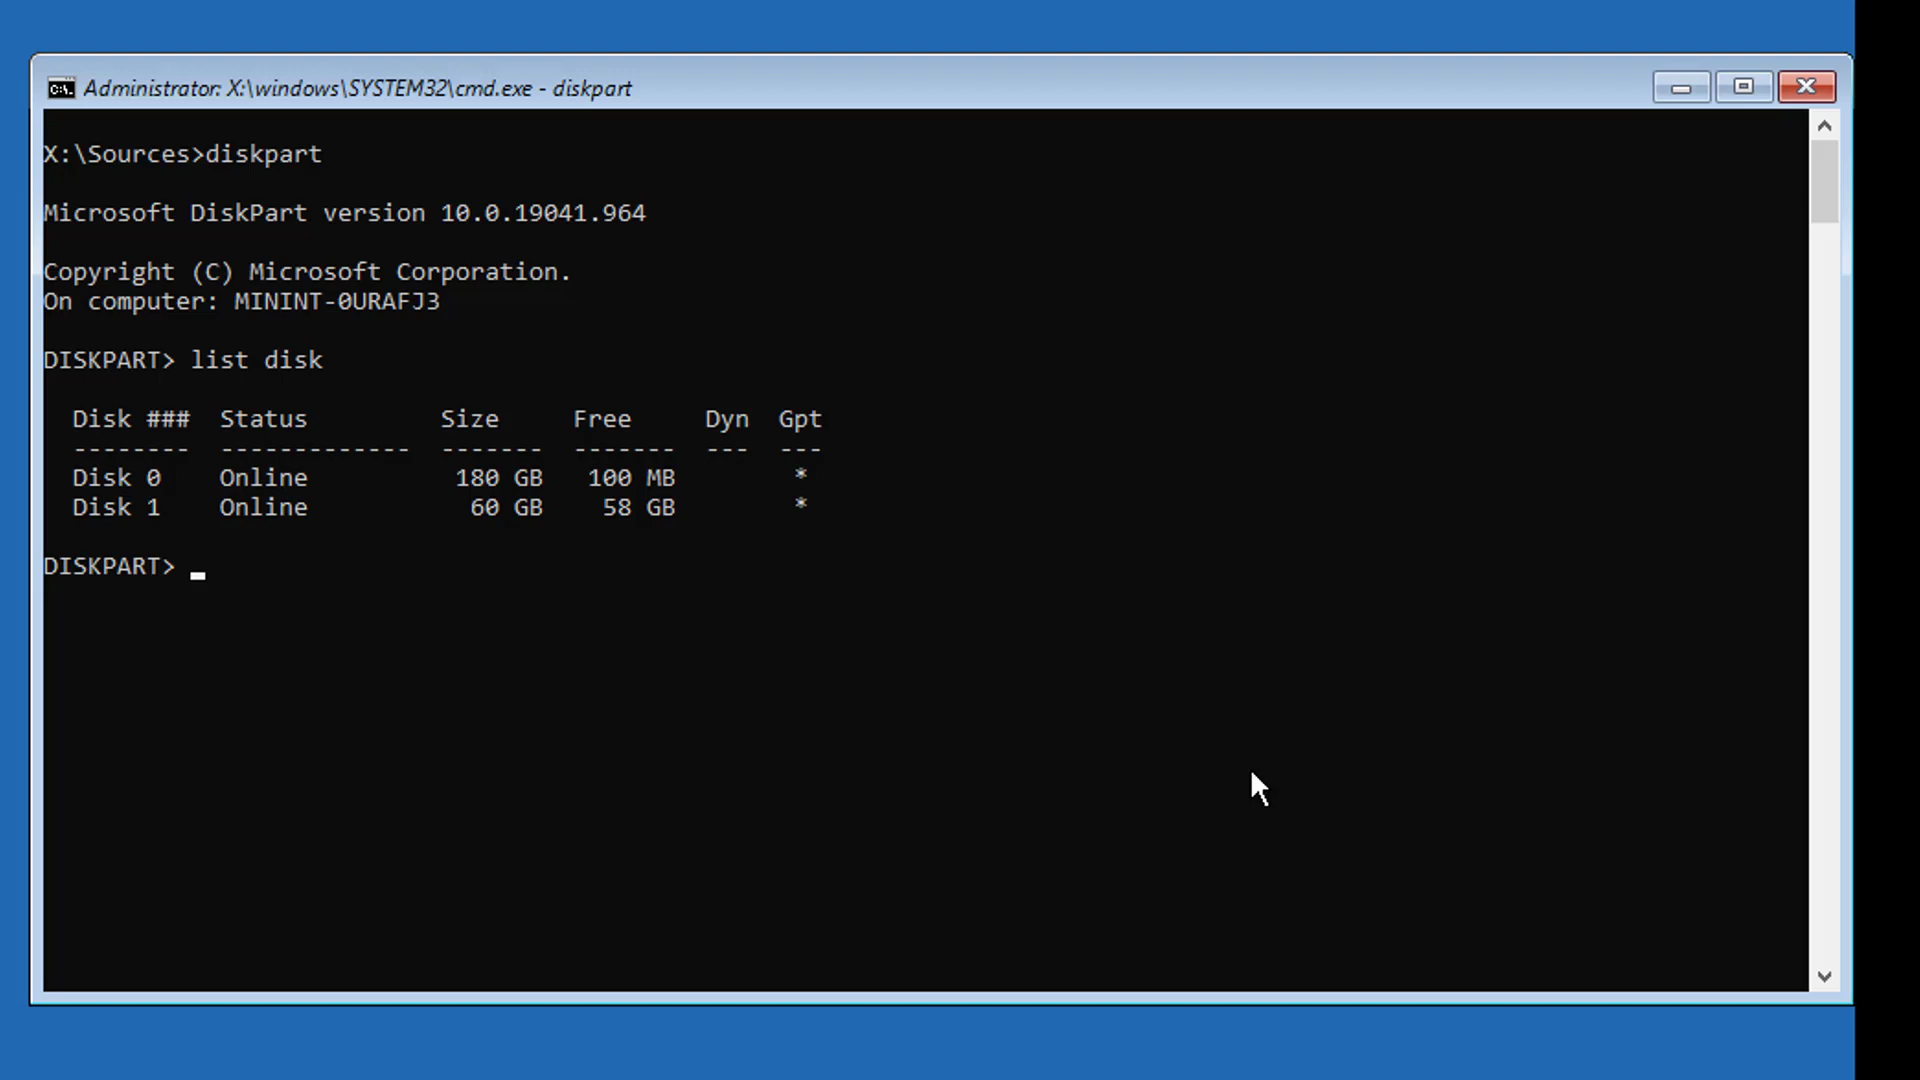 Administrator: X:\windows\SYSTEM32\cmd.exe - diskpart
X:\Sources>diskpart
Microsoft DiskPart version 10.0.19041.964
Copyright (C) Microsoft Corporation.
On computer: MININT-0URAFJ3
DISKPART> list disk
  Disk ###  Status         Size     Free     Dyn  Gpt
  --------  -------------  -------  -------  ---  ---
  Disk 0    Online          180 GB   100 MB        *
  Disk 1    Online           60 GB    58 GB        *
DISKPART>